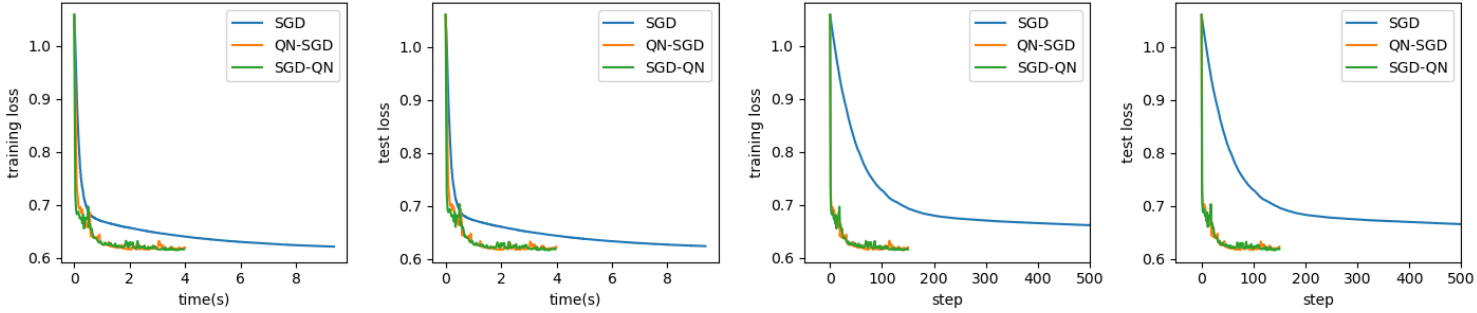 SGD
QN-SGD
SGD-QN
training loss
1.0
0.9
0.8
0.7
0.6
0 2 4 6 8
time(s)
SGD
QN-SGD
SGD-QN
test loss
1.0
0.9
0.8
0.7
0.6
0 2 4 6 8
time(s)
SGD
QN-SGD
SGD-QN
training loss
1.0
0.9
0.8
0.7
0.6
0 100 200 300 400 500
step
SGD
QN-SGD
SGD-QN
test loss
1.0
0.9
0.8
0.7
0.6
0 100 200 300 400 500
step